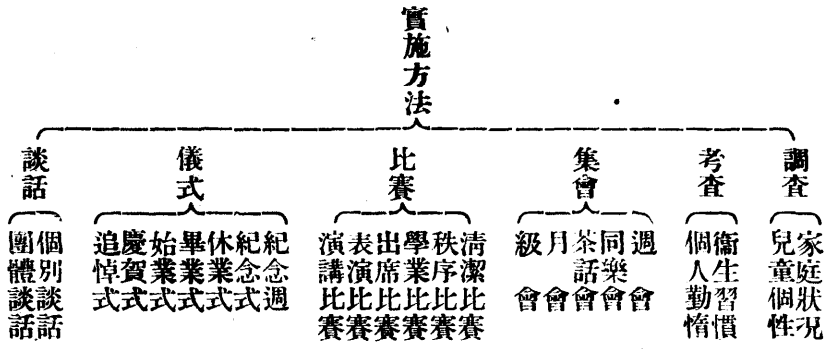 實施方法
調查
家庭狀況
兒童個性
考查
衞生習慣
個人勤惰
集會
週會
同樂會
茶話會
月會
級會
比賽
清潔比賽
秩序比賽
學業比賽
出席比賽
表演比賽
演講比賽
儀式
紀念週
紀念式
休業式
畢業式
始業式
慶賀式
追悼式
談話
個別談話
團體談話